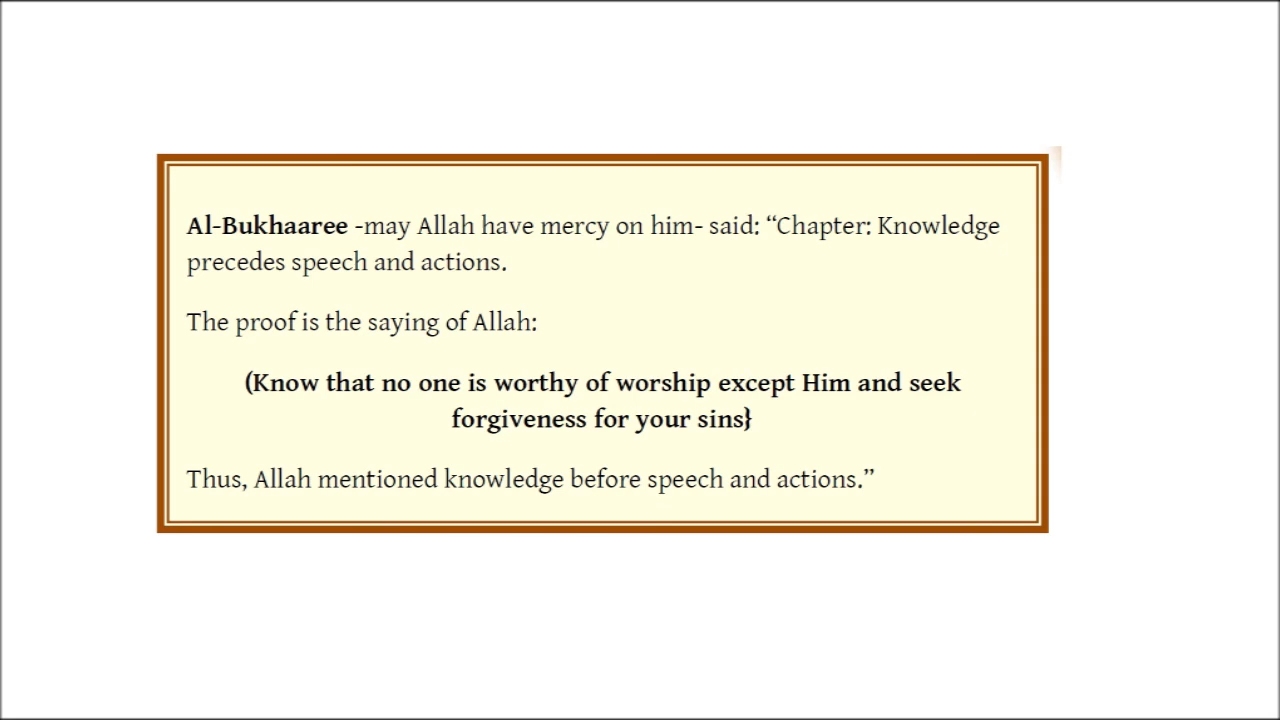 Al-Bukhaaree -may Allah have mercy on him- said: “Chapter: Knowledge
precedes speech and actions.
The proof is the saying of Allah:
(Know that no one is worthy of worship except Him and seek
forgiveness for your sins}
Thus, Allah mentioned knowledge before speech and actions.”